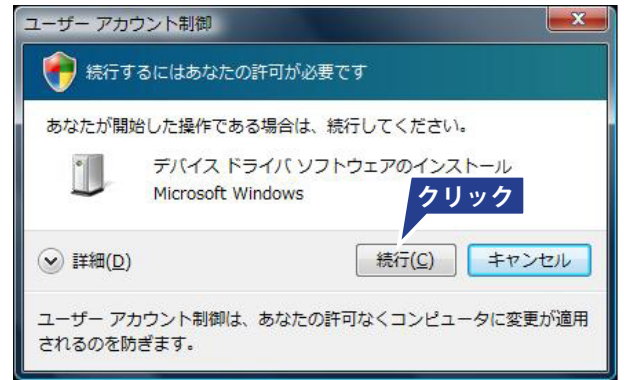 ユーザー アカウント制御
続行するにはあなたの許可が必要です
あなたが開始した操作である場合は、続行してください。
デバイス ドライバ ソフトウェアのインストール
Microsoft Windows
クリック
詳細(D)
続行(C)
キャンセル
ユーザー アカウント制御は、あなたの許可なくコンピュータに変更が適用
されるのを防ぎます。